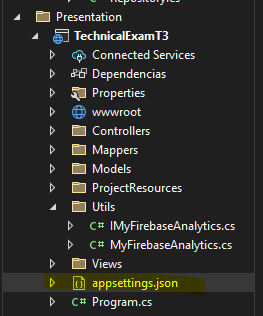 Presentation
TechnicalExamT3
Connected Services
Dependencias
Properties
wwwroot
Controllers
Mappers
Models
ProjectResources
Utils
C# IMyFirebaseAnalytics.cs
C# MyFirebaseAnalytics.cs
Views
appsettings.json
C# Program.cs